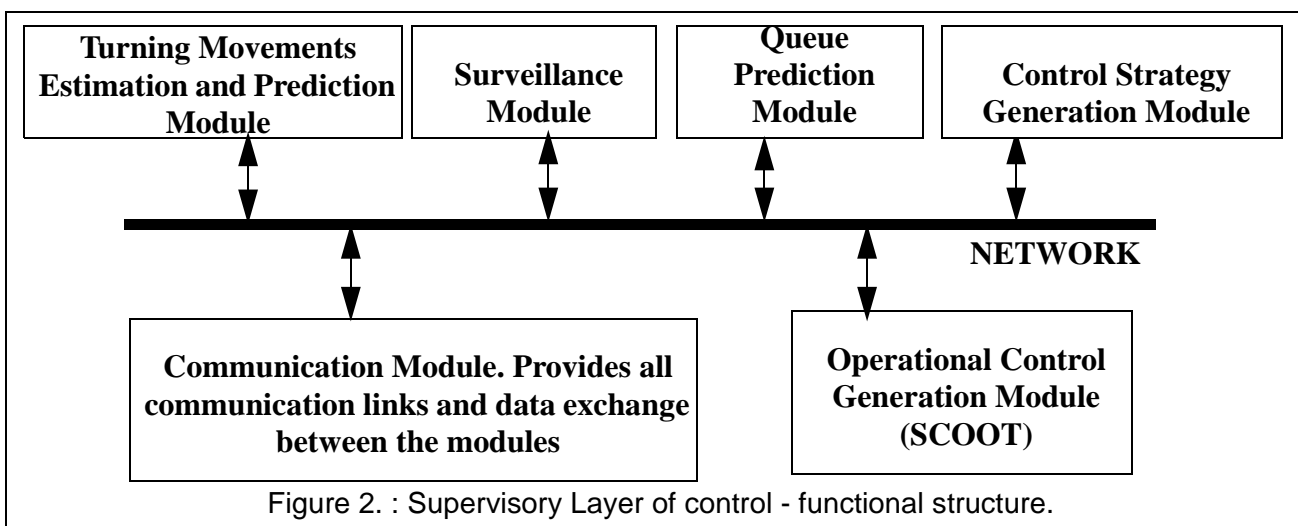 Turning Movements
Estimation and Prediction
Module
Surveillance
Module
Queue
Prediction
Module
Control Strategy
Generation Module
NETWORK
Communication Module. Provides all
communication links and data exchange
between the modules
Operational Control
Generation Module
(SCOOT)
Figure 2. : Supervisory Layer of control - functional structure.